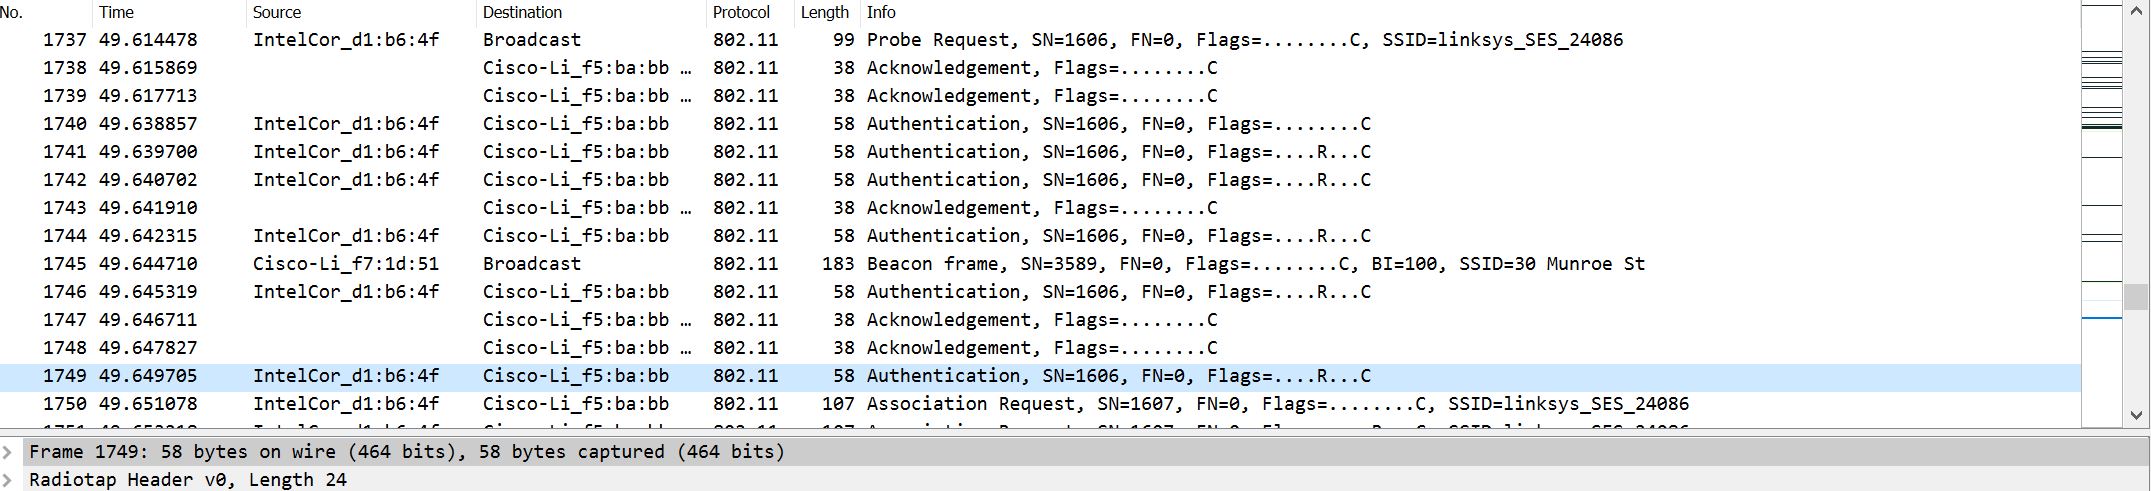 No. Time Source Destination Protocol Length Info
1737 49.614478 IntelCor_d1:b6:4f Broadcast 802.11 99 Probe Request, SN=1606, FN=0, Flags=........C, SSID=linksys_SES_24086
1738 49.615869 Cisco-Li_f5:ba:bb … 802.11 38 Acknowledgement, Flags=........C
1739 49.617713 Cisco-Li_f5:ba:bb … 802.11 38 Acknowledgement, Flags=........C
1740 49.638857 IntelCor_d1:b6:4f Cisco-Li_f5:ba:bb 802.11 58 Authentication, SN=1606, FN=0, Flags=........C
1741 49.639700 IntelCor_d1:b6:4f Cisco-Li_f5:ba:bb 802.11 58 Authentication, SN=1606, FN=0, Flags=....R...C
1742 49.640702 IntelCor_d1:b6:4f Cisco-Li_f5:ba:bb 802.11 58 Authentication, SN=1606, FN=0, Flags=....R...C
1743 49.641910 Cisco-Li_f5:ba:bb … 802.11 38 Acknowledgement, Flags=........C
1744 49.642315 IntelCor_d1:b6:4f Cisco-Li_f5:ba:bb 802.11 58 Authentication, SN=1606, FN=0, Flags=....R...C
1745 49.644710 Cisco-Li_f7:1d:51 Broadcast 802.11 183 Beacon frame, SN=3589, FN=0, Flags=........C, BI=100, SSID=30 Munroe St
1746 49.645319 IntelCor_d1:b6:4f Cisco-Li_f5:ba:bb 802.11 58 Authentication, SN=1606, FN=0, Flags=....R...C
1747 49.646711 Cisco-Li_f5:ba:bb … 802.11 38 Acknowledgement, Flags=........C
1748 49.647827 Cisco-Li_f5:ba:bb … 802.11 38 Acknowledgement, Flags=........C
1749 49.649705 IntelCor_d1:b6:4f Cisco-Li_f5:ba:bb 802.11 58 Authentication, SN=1606, FN=0, Flags=....R...C
1750 49.651078 IntelCor_d1:b6:4f Cisco-Li_f5:ba:bb 802.11 107 Association Request, SN=1607, FN=0, Flags=........C, SSID=linksys_SES_24086
Frame 1749: 58 bytes on wire (464 bits), 58 bytes captured (464 bits)
Radiotap Header v0, Length 24